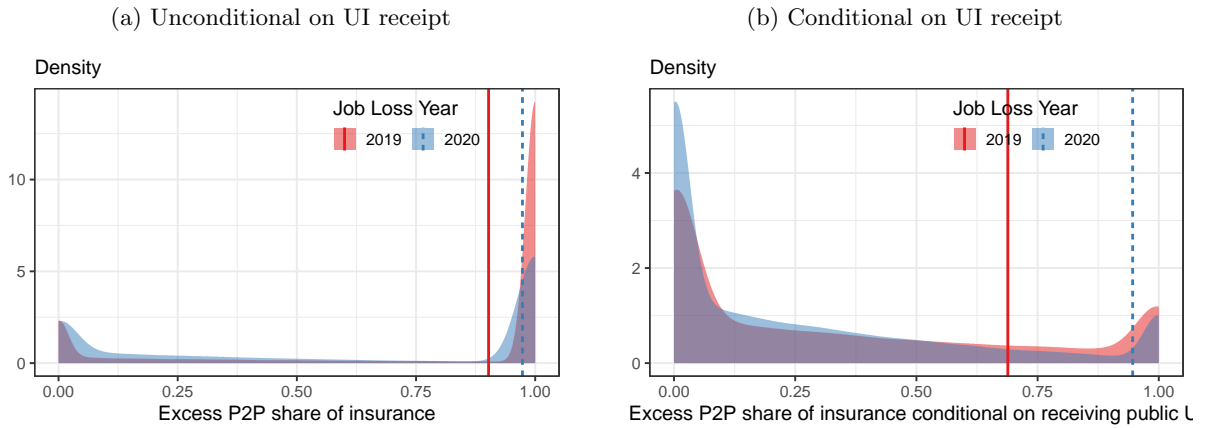 (a) Unconditional on UI receipt
Density
Job Loss Year
2019 2020
10
5
0
0.00 0.25 0.50 0.75 1.00
Excess P2P share of insurance
(b) Conditional on UI receipt
Density
Job Loss Year
2019 2020
4
2
0
0.00 0.25 0.50 0.75 1.00
Excess P2P share of insurance conditional on receiving public U